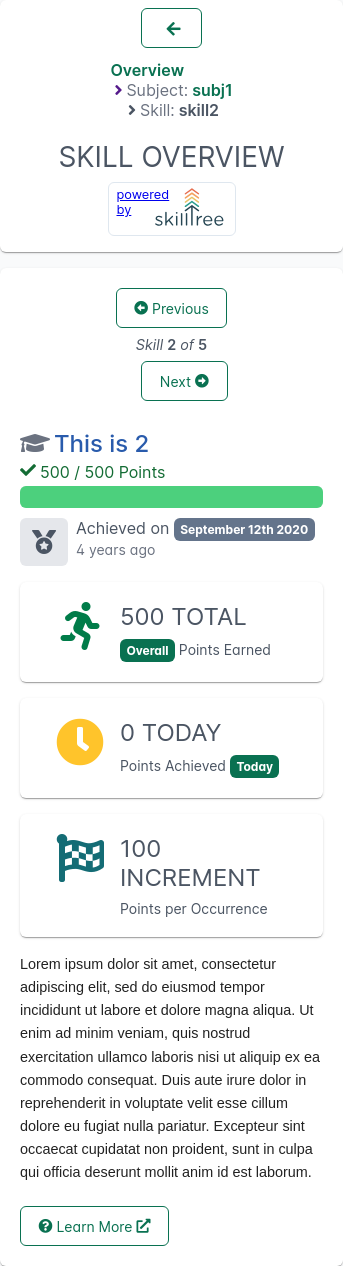 Overview
Subject: subj1
Skill: skill2
SKILL OVERVIEW
powered
by
skilltree
Previous
Skill 2 of 5
Next
This is 2
500 / 500 Points
Achieved on September 12th 2020
4 years ago
500 TOTAL
Overall Points Earned
0 TODAY
Points Achieved Today
100
INCREMENT
Points per Occurrence
Lorem ipsum dolor sit amet, consectetur
adipiscing elit, sed do eiusmod tempor
incididunt ut labore et dolore magna aliqua. Ut
enim ad minim veniam, quis nostrud
exercitation ullamco laboris nisi ut aliquip ex ea
commodo consequat. Duis aute irure dolor in
reprehenderit in voluptate velit esse cillum
dolore eu fugiat nulla pariatur. Excepteur sint
occaecat cupidatat non proident, sunt in culpa
qui officia deserunt mollit anim id est laborum.
Learn More